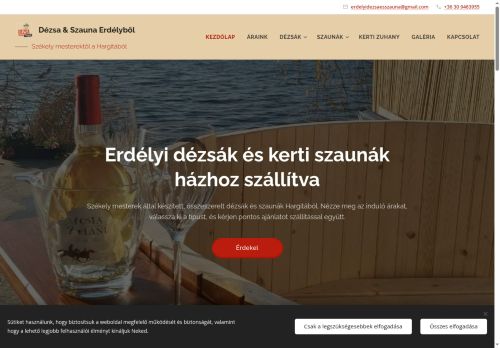 erdelyidezsaesszauna@gmail.com
+36 30 9463955
Dézsa & Szauna Erdélyből
Székely mesterektől a Hargitából
KEZDŐLAP
ÁRAINK
DÉZSÁK
SZAUNÁK
KERTI ZUHANY
GALÉRIA
KAPCSOLAT
Erdélyi dézsák és kerti szaunák
házhoz szállítva
Székely mesterek által készített, összeszerelt dézsák és szaunák Hargitából. Nézze meg az induló árakat,
válassza ki a típust, és kérjen pontos ajánlatot szállítással együtt.
Érdekel
Sütiket használunk, hogy biztosítsuk a weboldal megfelelő működését és biztonságát, valamint
hogy a lehető legjobb felhasználói élményt kínáljuk Neked.
Csak a legszükségesebbek elfogadása
Összes elfogadása